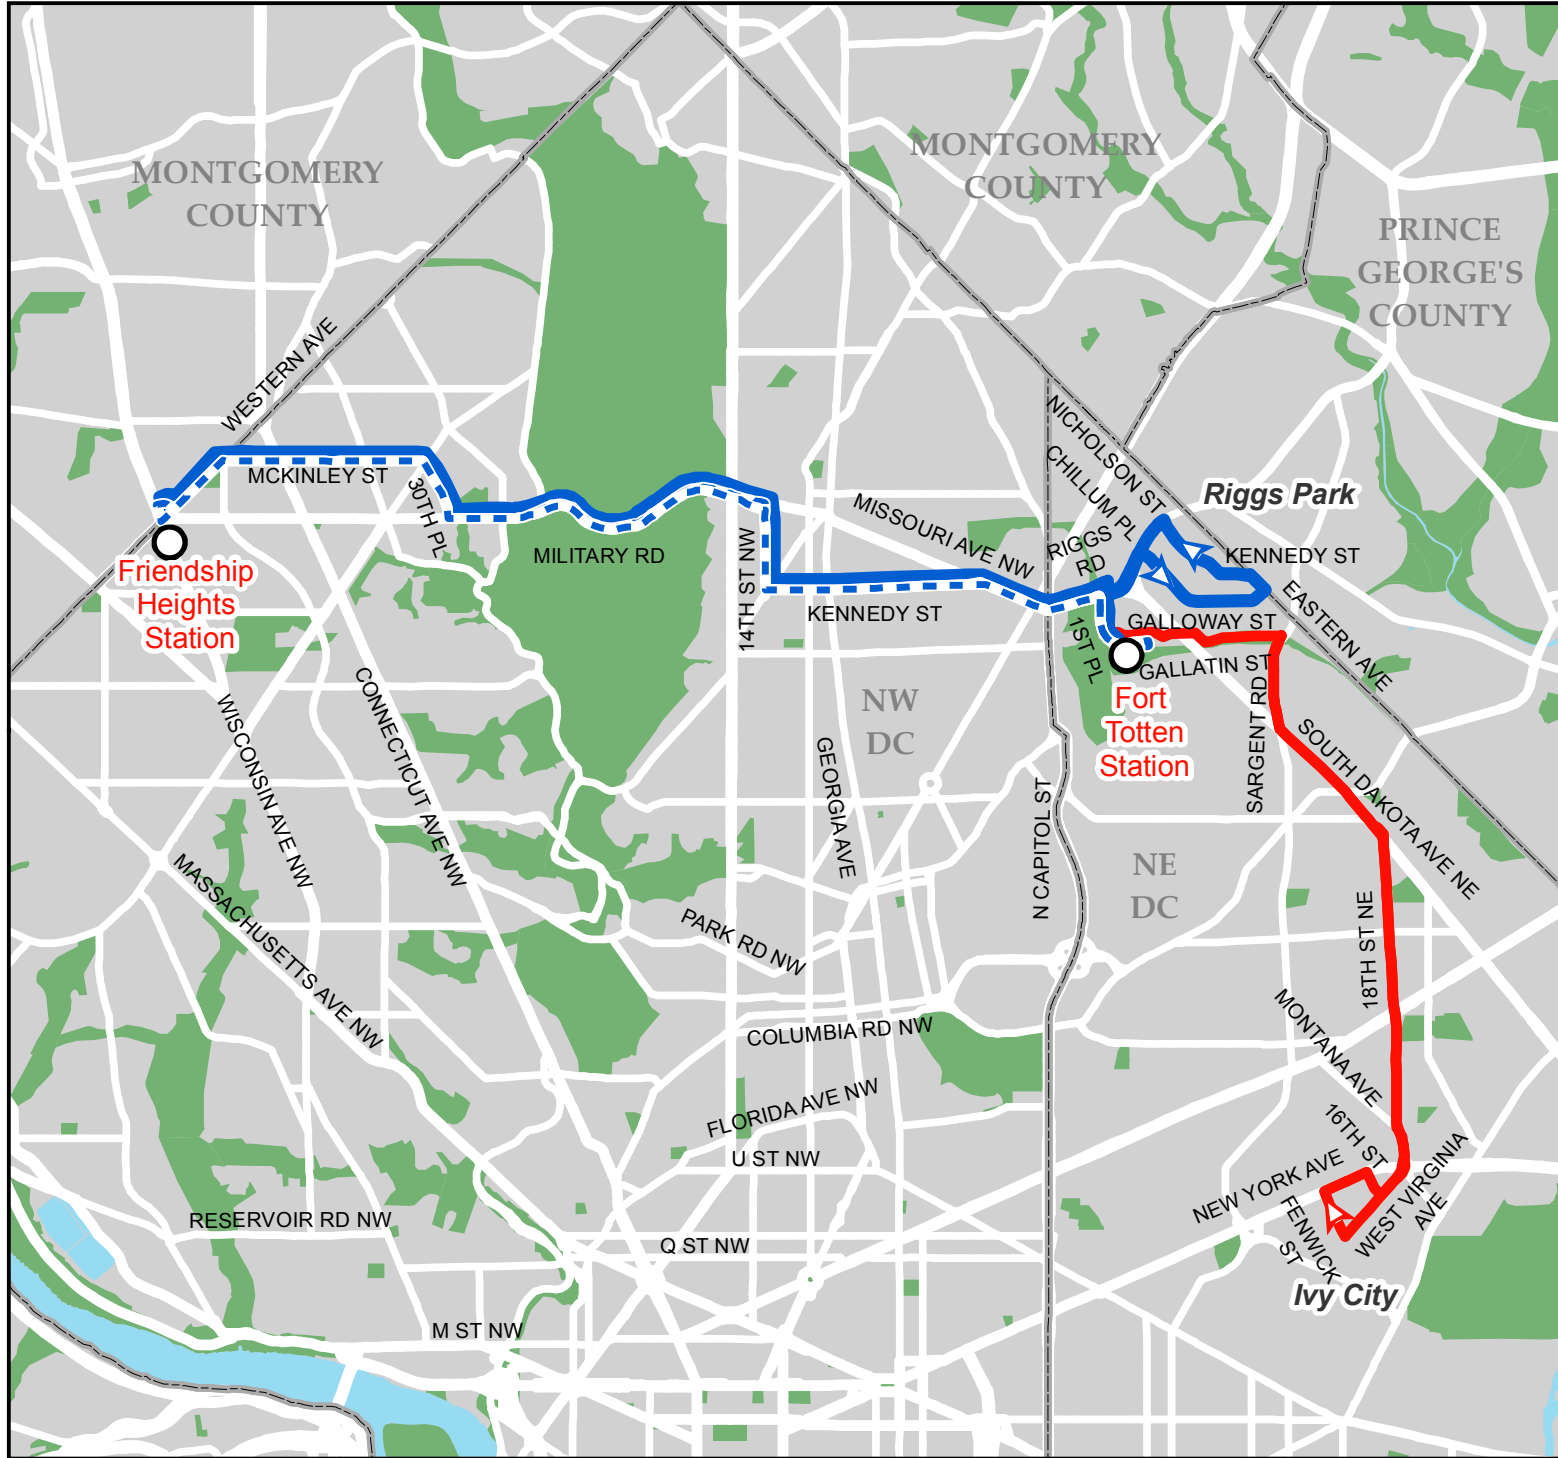 MONTGOMERY
COUNTY
MONTGOMERY
COUNTY
PRINCE
GEORGE'S
COUNTY
WESTERN AVE
MCKINLEY ST
30TH PL
MILITARY RD
14TH ST NW
KENNEDY ST
MISSOURI AVE NW
NICHOLSON ST
CHILLUM PL
RIGGS
RD
Riggs Park
KENNEDY ST
EASTERN AVE
Friendship
Heights
Station
1ST PL
GALLOWAY ST
GALLATIN ST
Fort
Totten
Station
SARGENT RD
SOUTH DAKOTA AVE NE
NW
DC
WISCONSIN AVE NW
CONNECTICUT AVE NW
GEORGIA AVE
N CAPITOL ST
NE
DC
MASSACHUSETTS AVE NW
PARK RD NW
18TH ST NE
COLUMBIA RD NW
MONTANA AVE
FLORIDA AVE NW
16TH ST
U ST NW
NEW YORK AVE
WEST VIRGINIA
AVE
FENWICK
ST
RESERVOIR RD NW
Q ST NW
Ivy City
M ST NW